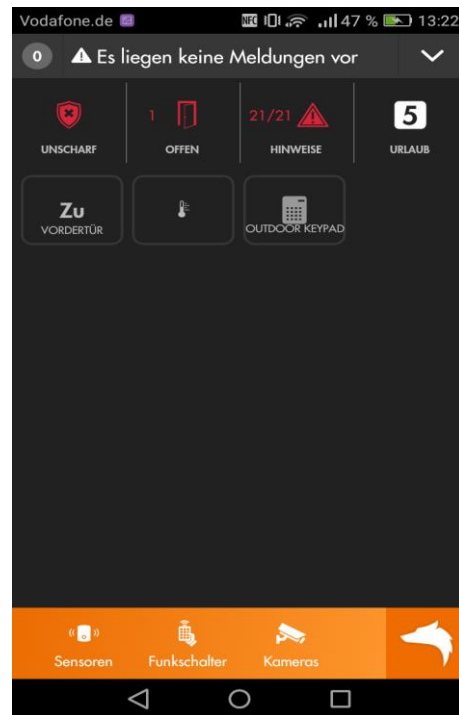 Vodafone.de NFC 47 % 13:22
0 Es liegen keine Meldungen vor
1 21/21 5
UNSCHARF OFFEN HINWEISE URLAUB
Zu
VORDERTÜR OUTDOOR KEYPAD
Sensoren Funkschalter Kameras